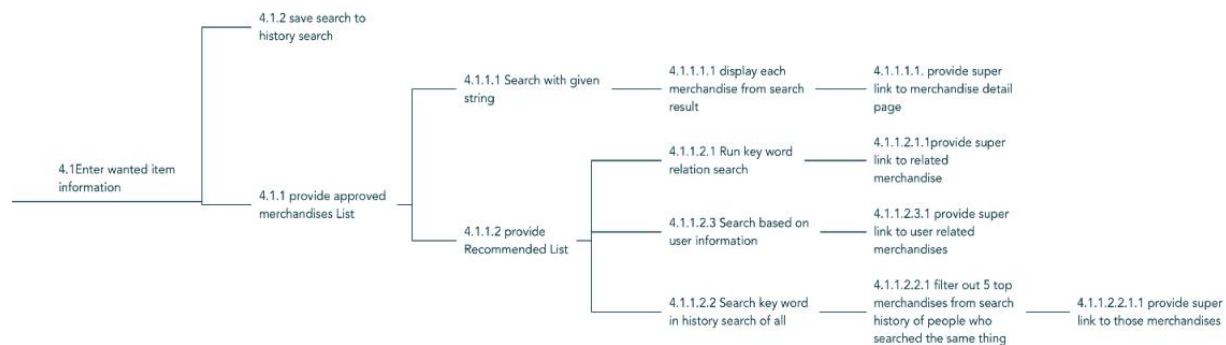 4.1.2 save search to
history search
4.1Enter wanted item
information
4.1.1 provide approved
merchandises List
4.1.1.1 Search with given
string
4.1.1.1.1 display each
merchandise from search
result
4.1.1.1.1. provide super
link to merchandise detail
page
4.1.1.2 provide
Recommended List
4.1.1.2.1 Run key word
relation search
4.1.1.2.1.1provide super
link to related
merchandise
4.1.1.2.3 Search based on
user information
4.1.1.2.3.1 provide super
link to user related
merchandises
4.1.1.2.2 Search key word
in history search of all
4.1.1.2.2.1 filter out 5 top
merchandises from search
history of people who
searched the same thing
4.1.1.2.2.1.1 provide super
link to those merchandises